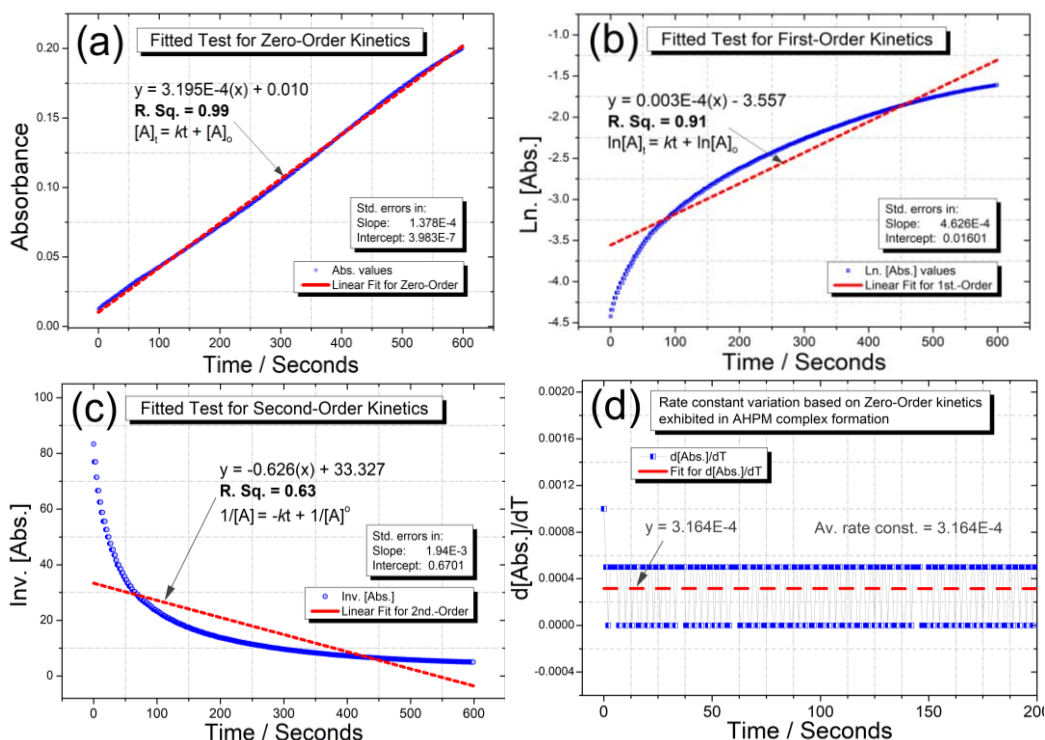 (a)
Fitted Test for Zero-Order Kinetics
y = 3.195E-4(x) + 0.010
R. Sq. = 0.99
[A]t = kt + [A]o
Std. errors in:
Slope: 1.378E-4
Intercept: 3.983E-7
Abs. values
Linear Fit for Zero-Order
Absorbance
0.20
0.15
0.10
0.05
0.00
0 100 200 300 400 500 600
Time / Seconds
(b)
Fitted Test for First-Order Kinetics
y = 0.003E-4(x) - 3.557
R. Sq. = 0.91
ln[A]t = kt + ln[A]o
Std. errors in:
Slope: 4.626E-4
Intercept: 0.01601
Ln. [Abs.] values
Linear Fit for 1st.-Order
Ln. [Abs.]
-1.0
-1.5
-2.0
-2.5
-3.0
-3.5
-4.0
-4.5
0 100 200 300 400 500 600
Time / Seconds
(c)
Fitted Test for Second-Order Kinetics
y = -0.626(x) + 33.327
R. Sq. = 0.63
1/[A] = -kt + 1/[A]o
Std. errors in:
Slope: 1.94E-3
Intercept: 0.6701
Inv. [Abs.]
Linear Fit for 2nd.-Order
Inv. [Abs.]
100
80
60
40
20
0
0 100 200 300 400 500 600
Time / Seconds
(d)
Rate constant variation based on Zero-Order kinetics
exhibited in AHPM complex formation
d[Abs.]/dT
Fit for d[Abs.]/dT
y = 3.164E-4
Av. rate const. = 3.164E-4
d[Abs.]/dT
0.0020
0.0016
0.0012
0.0008
0.0004
0.0000
-0.0004
0 50 100 150 200
Time / Seconds